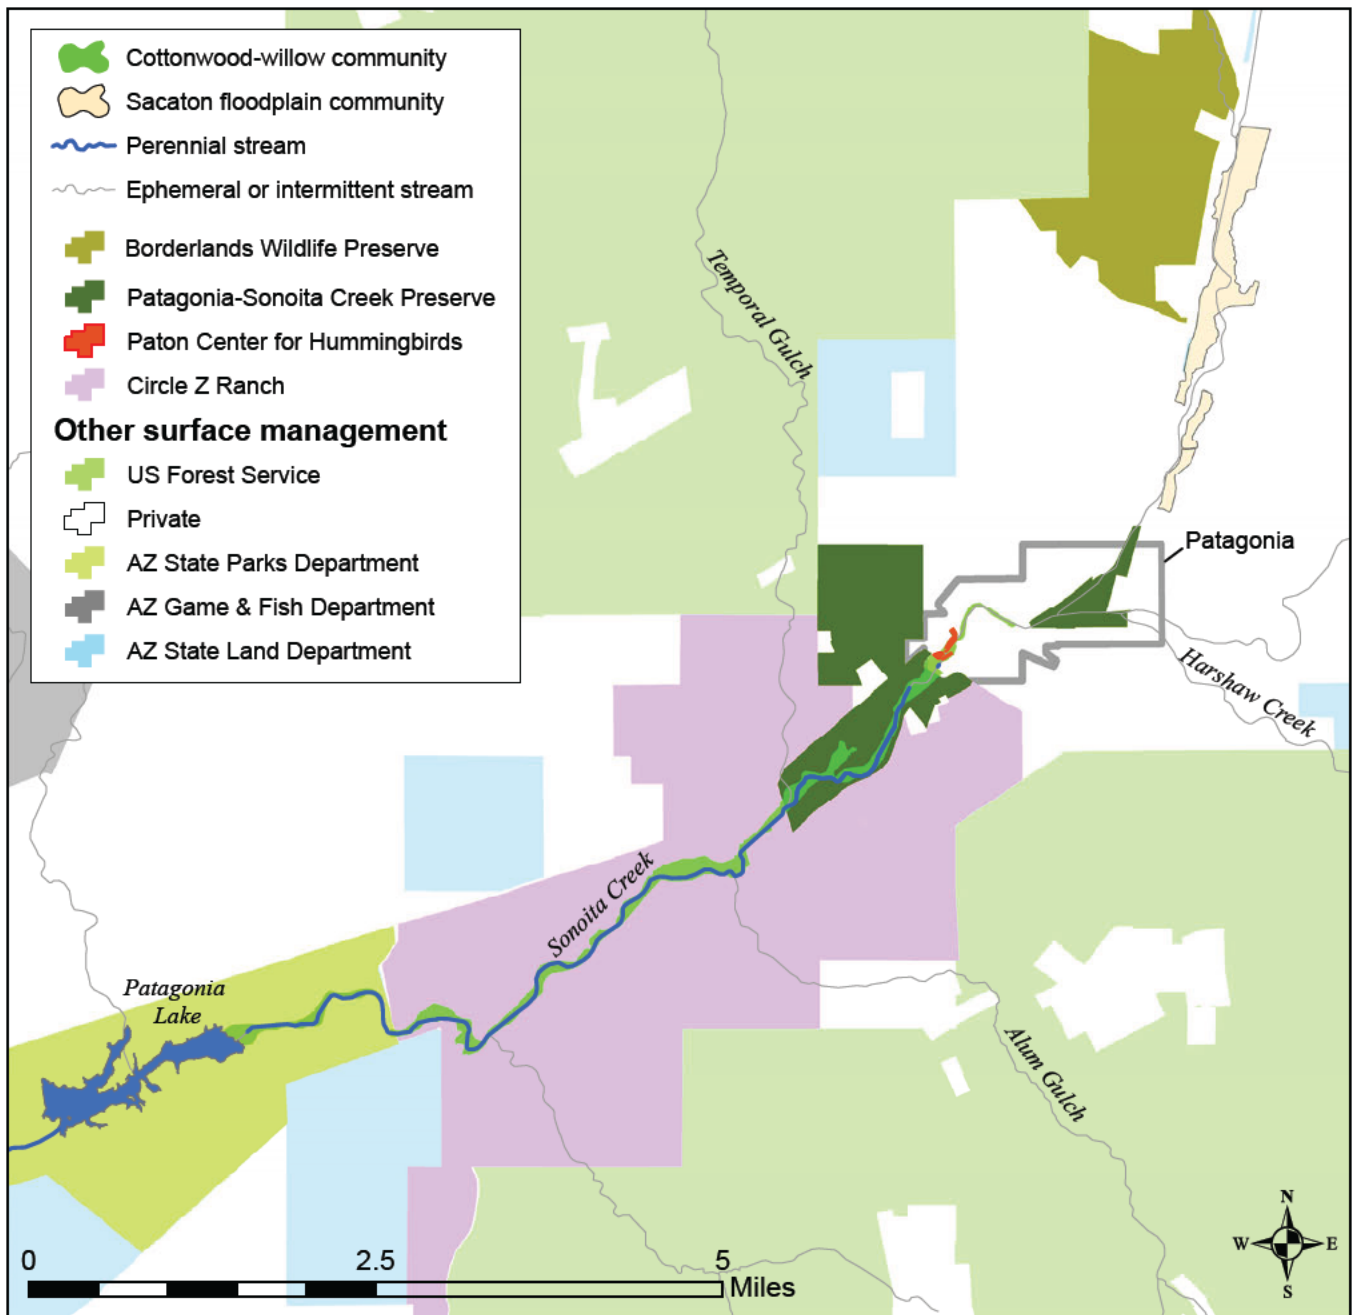 Cottonwood-willow community
Sacaton floodplain community
Perennial stream
Ephemeral or intermittent stream
Borderlands Wildlife Preserve
Patagonia-Sonoita Creek Preserve
Paton Center for Hummingbirds
Circle Z Ranch
Other surface management
US Forest Service
Private
AZ State Parks Department
AZ Game & Fish Department
AZ State Land Department
Temporal Gulch
Patagonia
Harshaw Creek
Sonoita Creek
Patagonia
Lake
Alum Gulch
N
W
E
S
0
2.5
5
Miles